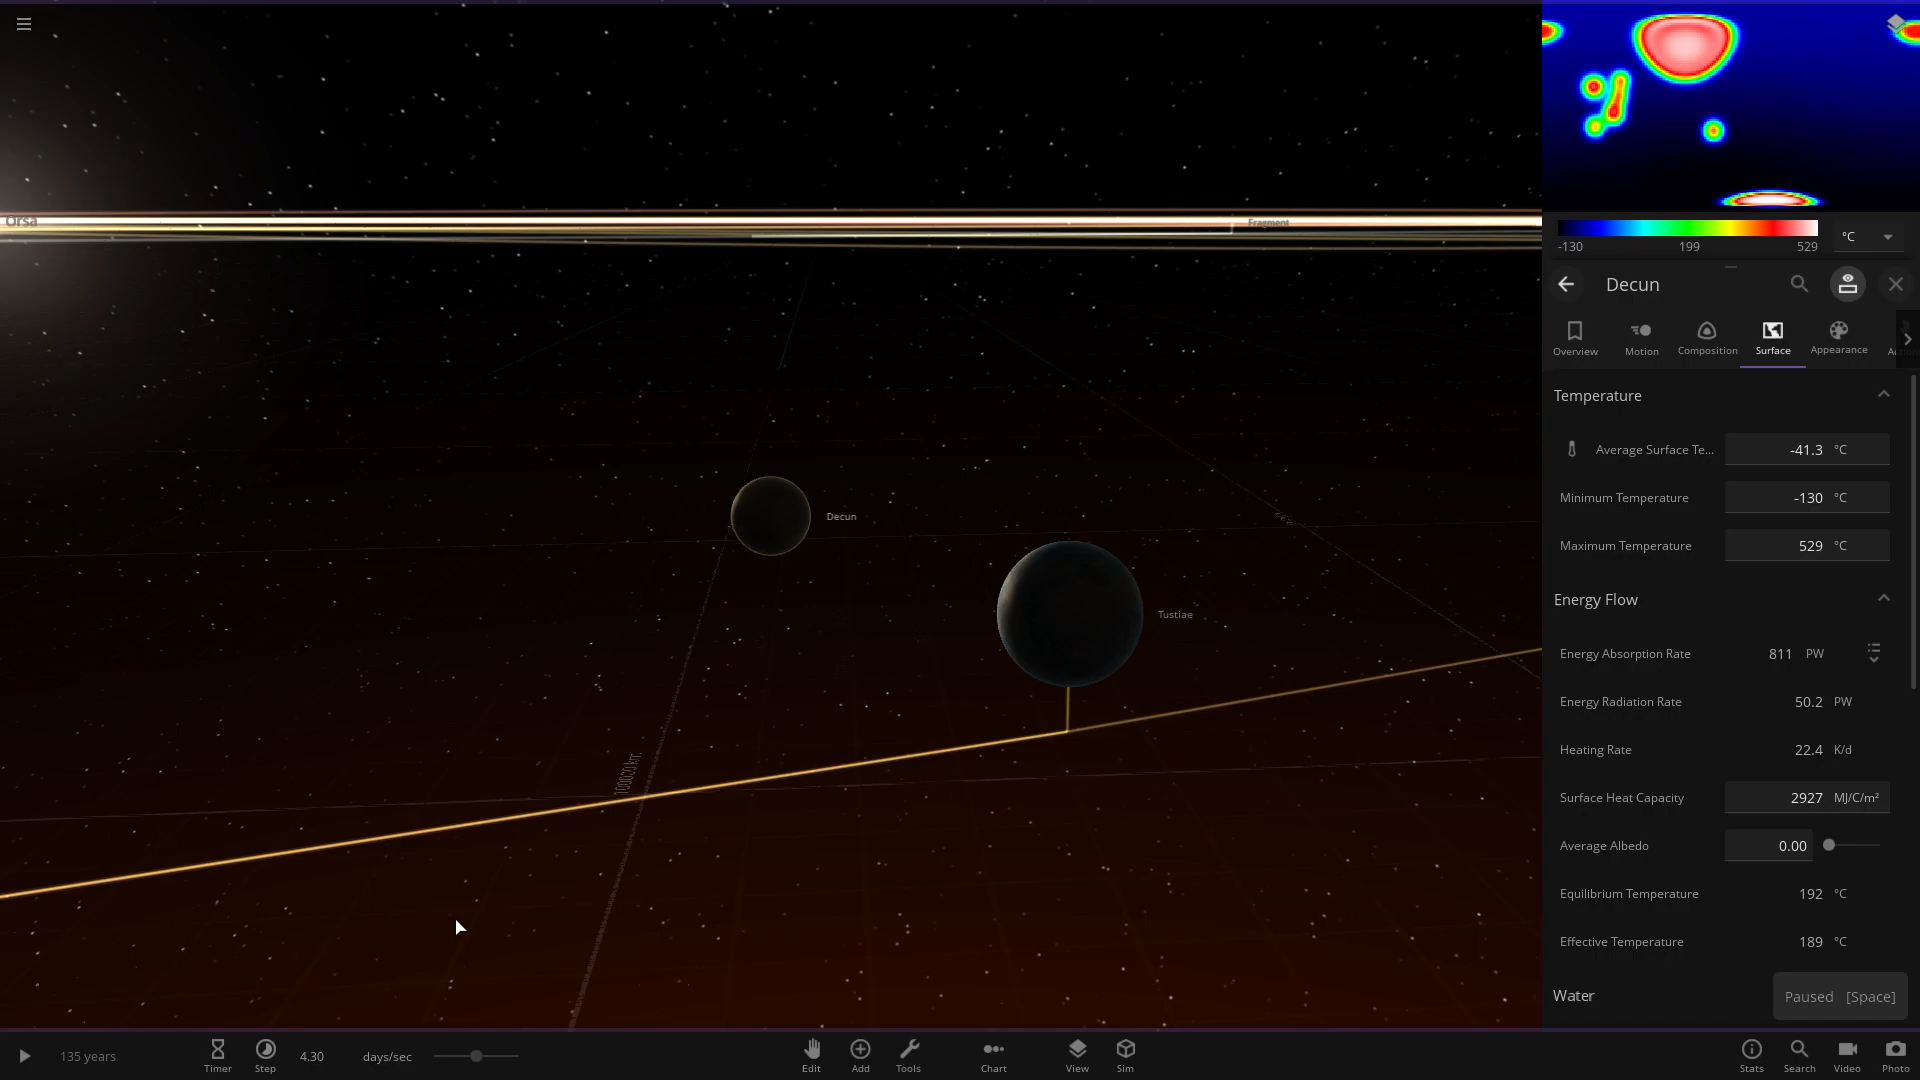 Orsa
Fragment
-130 199 529 °C
Decun
Overview Motion Composition Surface Appearance
Temperature
Average Surface Te... -41.3 °C
Minimum Temperature -130 °C
Decun
Maximum Temperature 529 °C
Energy Flow
Tustiae
Energy Absorption Rate 811 PW
Energy Radiation Rate 50.2 PW
Heating Rate 22.4 K/d
100000 km
Surface Heat Capacity 2927 MJ/C/m²
Average Albedo 0.00
Equilibrium Temperature 192 °C
Effective Temperature 189 °C
Water Paused [Space]
135 years Timer Step 4.30 days/sec Edit Add Tools Chart View Sim Stats Search Video Photo